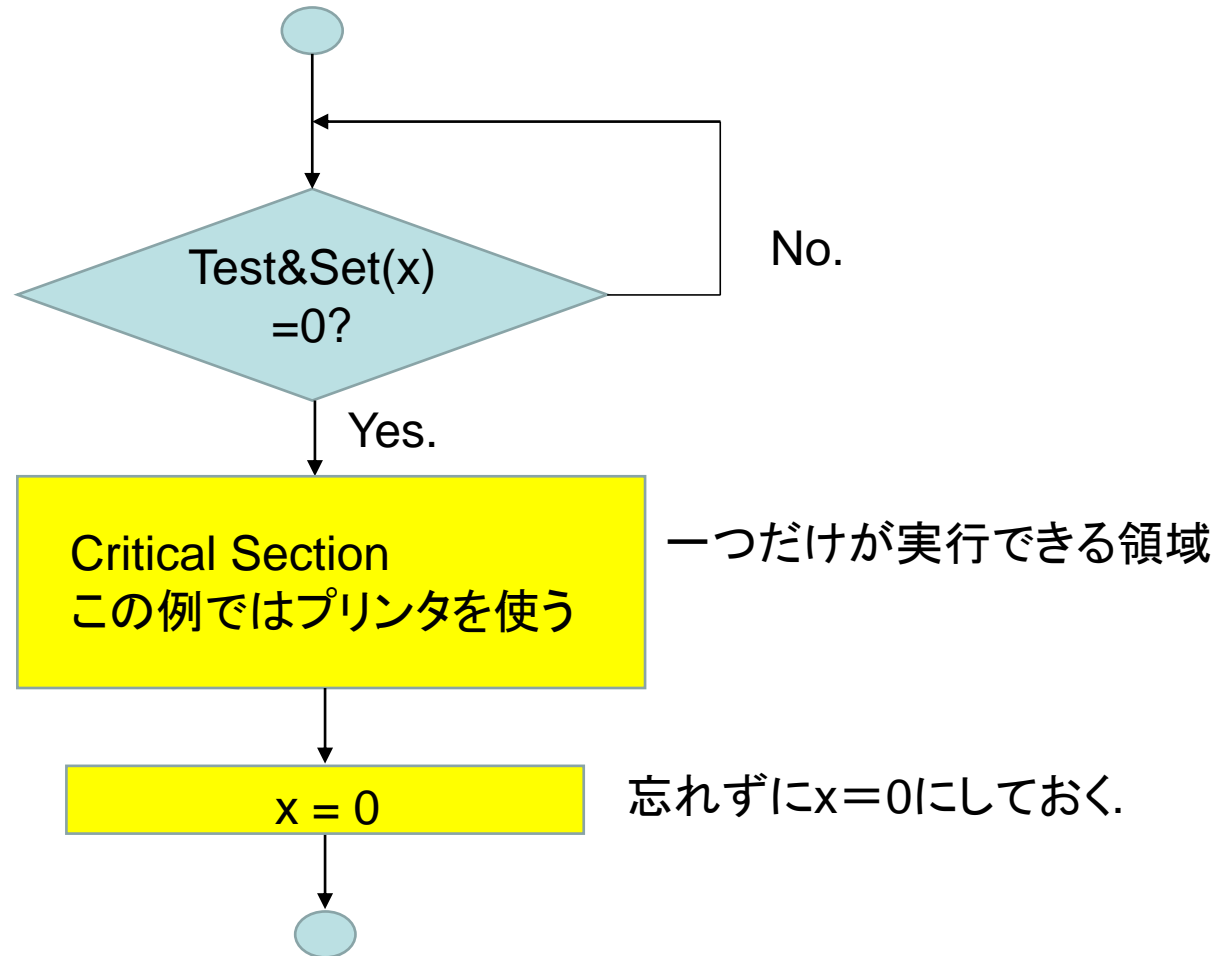 Test&Set(x)
=0?
No.
Yes.
Critical Section
この例ではプリンタを使う
一つだけが実行できる領域
x = 0
忘れずにx＝0にしておく.